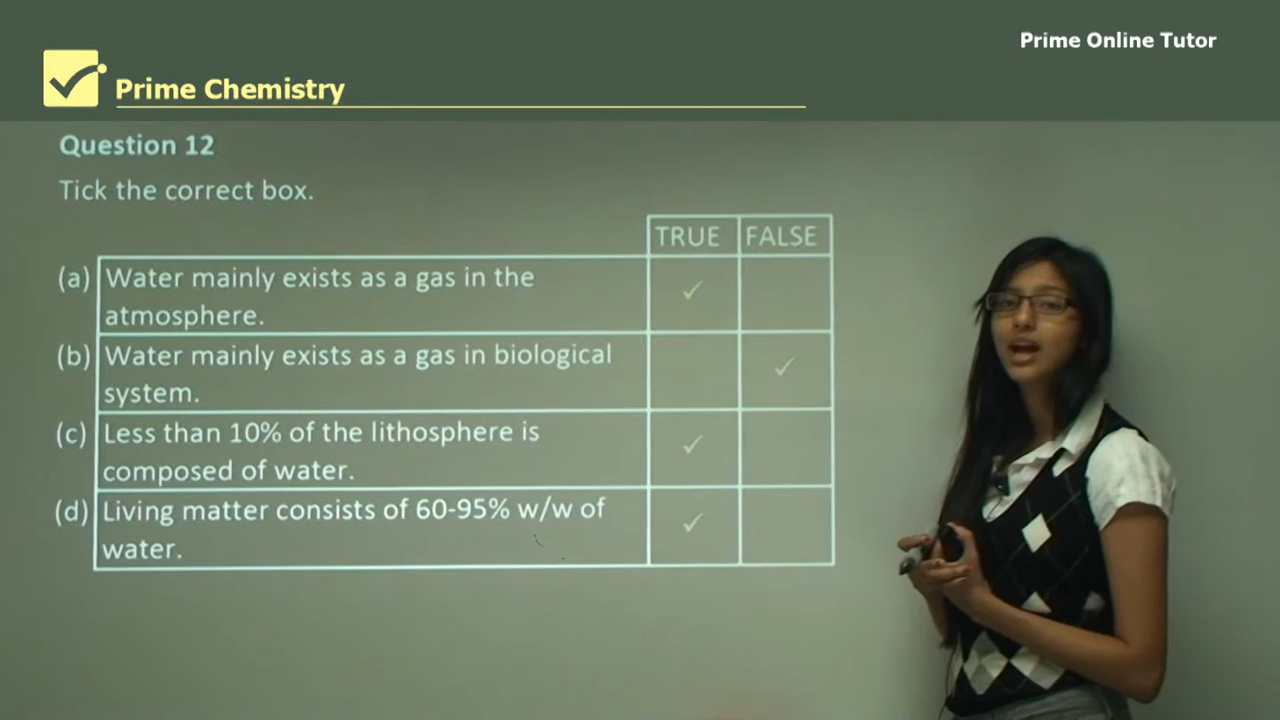 Prime Online Tutor
Prime Chemistry
Question 12
Tick the correct box.
TRUE FALSE
(a) Water mainly exists as a gas in the
atmosphere.
✓
(b) Water mainly exists as a gas in biological
system.
✓
(c) Less than 10% of the lithosphere is
composed of water.
✓
(d) Living matter consists of 60-95% w/w of
water.
✓